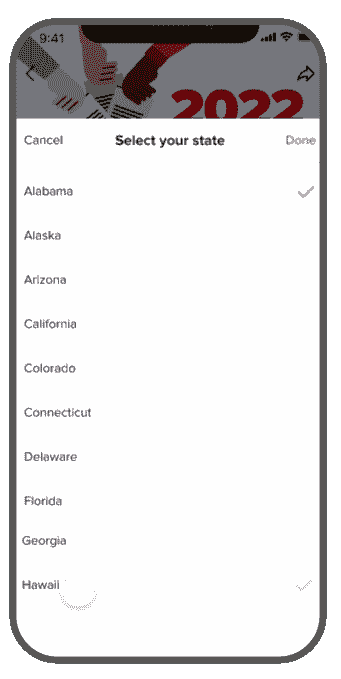 9:41
2022
Cancel Select your state Done
Alabama
Alaska
Arizona
California
Colorado
Connecticut
Delaware
Florida
Georgia
Hawaii